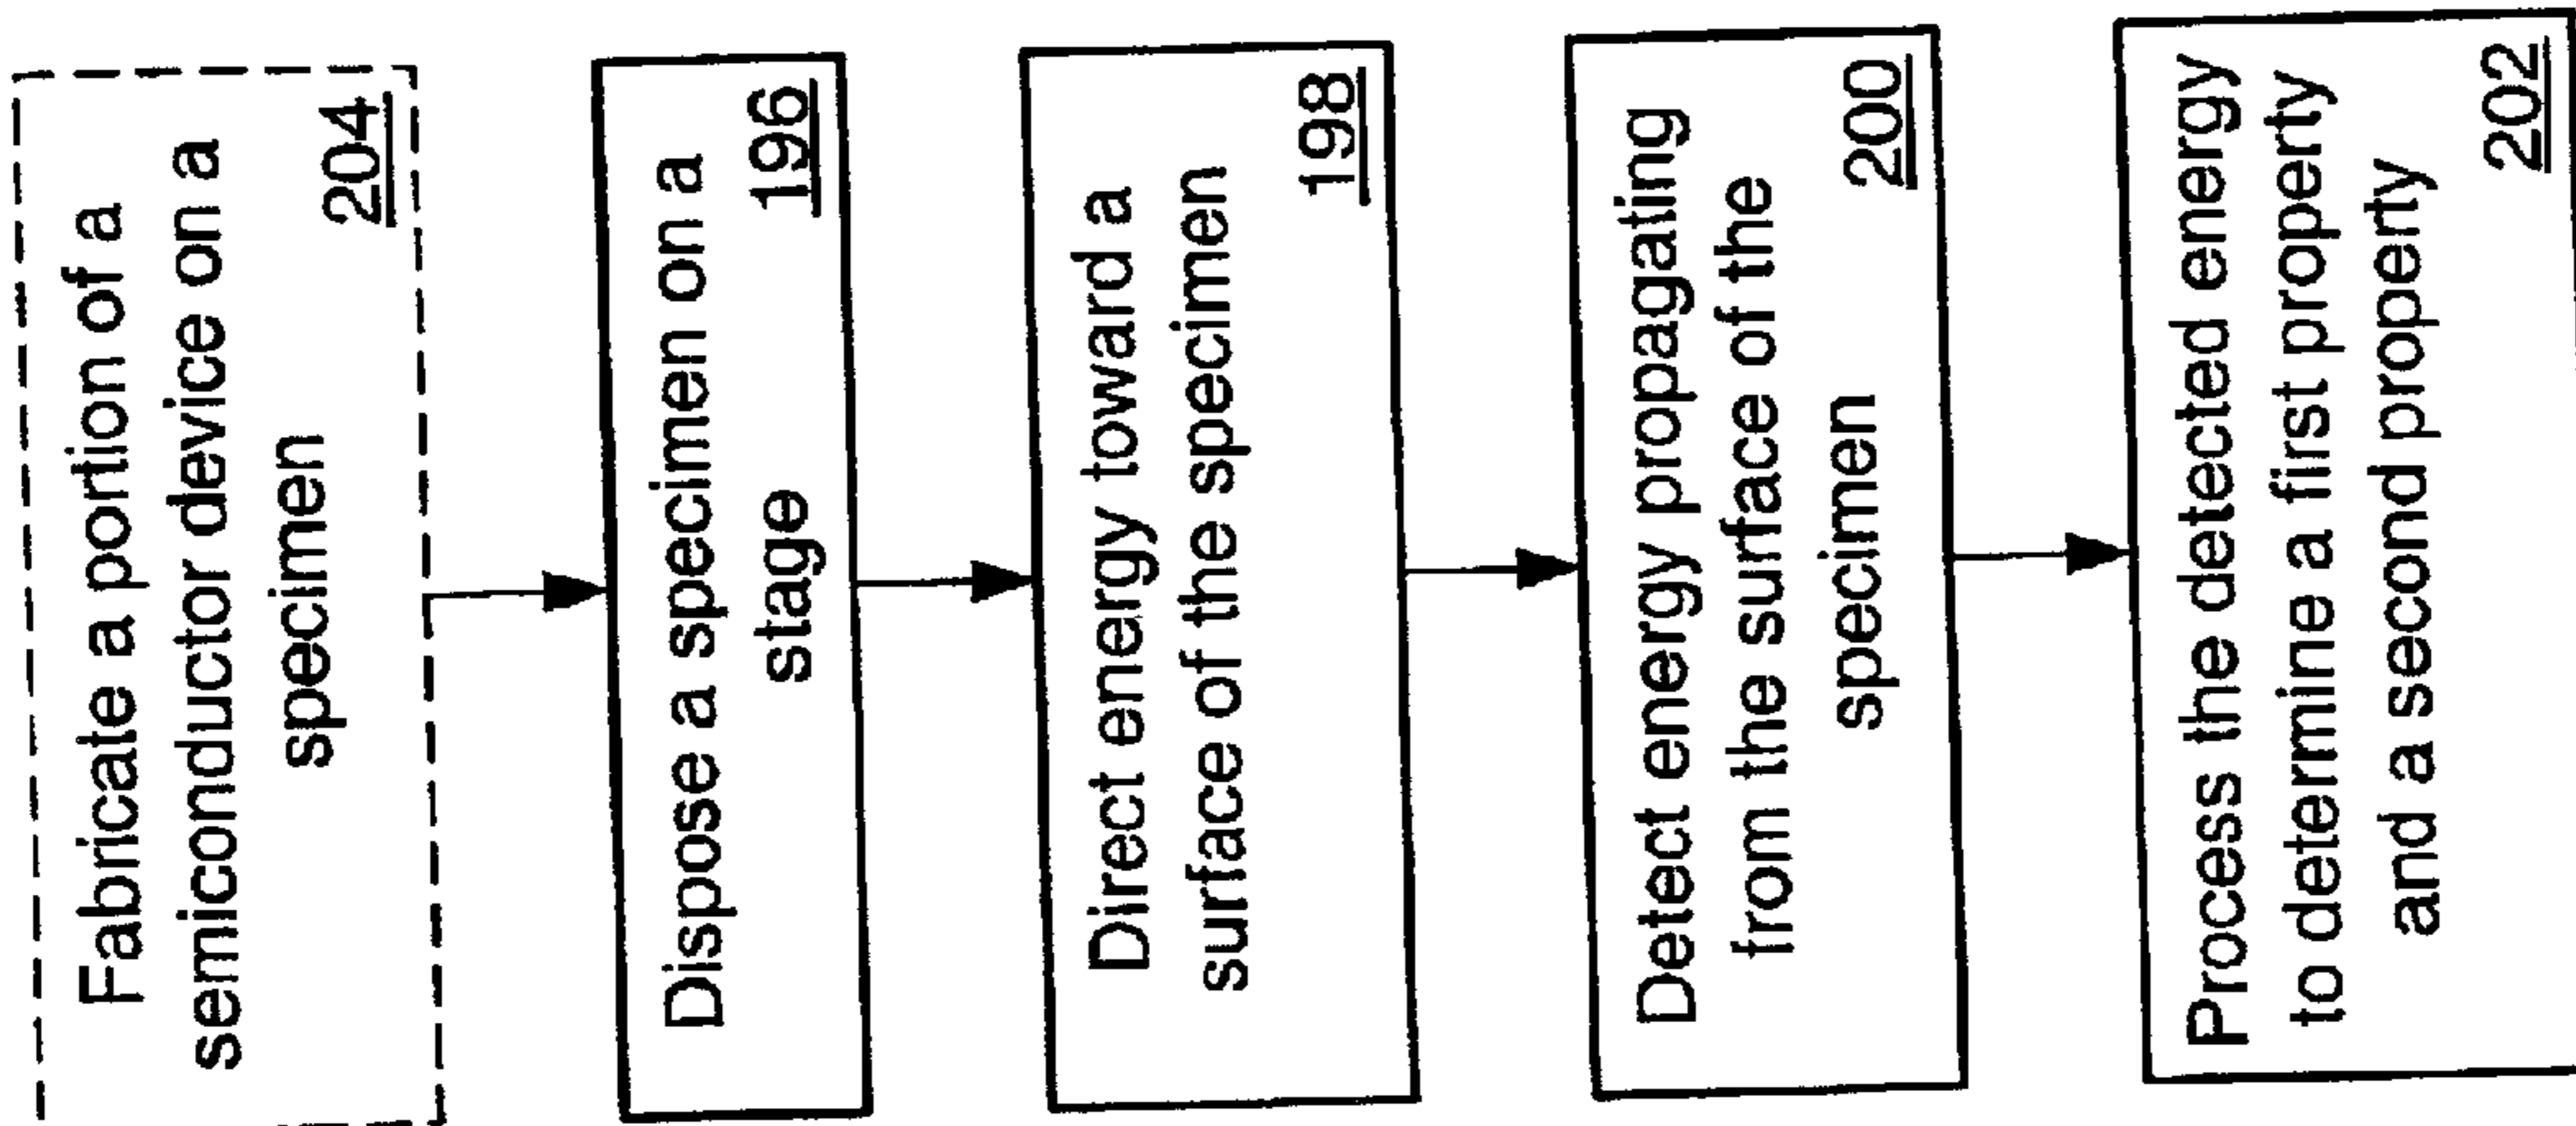 Fabricate a portion of a
semiconductor device on a
specimen
204
Dispose a specimen on a
stage
196
Direct energy toward a
surface of the specimen
198
Detect energy propagating
from the surface of the
specimen
200
Process the detected energy
to determine a first property
and a second property
202